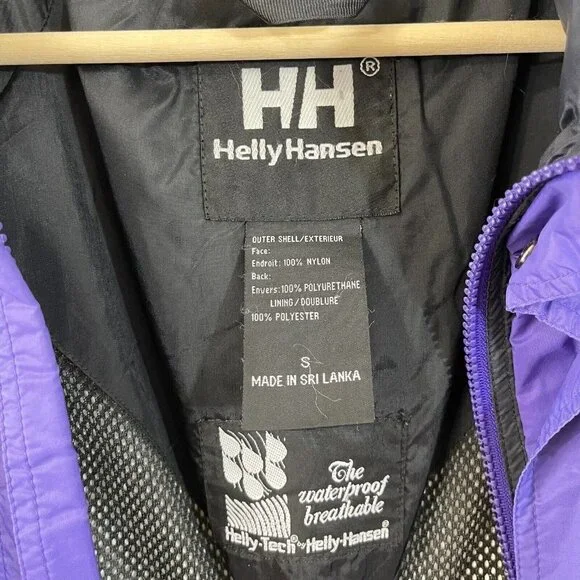 HH®
Helly Hansen
OUTER SHELL/EXTERIEUR
Face:
Endroit: 100% NYLON
Back:
Envers: 100% POLYURETHANE
LINING/DOUBLURE
100% POLYESTER
S
MADE IN SRI LANKA
The
waterproof
breathable
Helly-Tech® by Helly-Hansen®